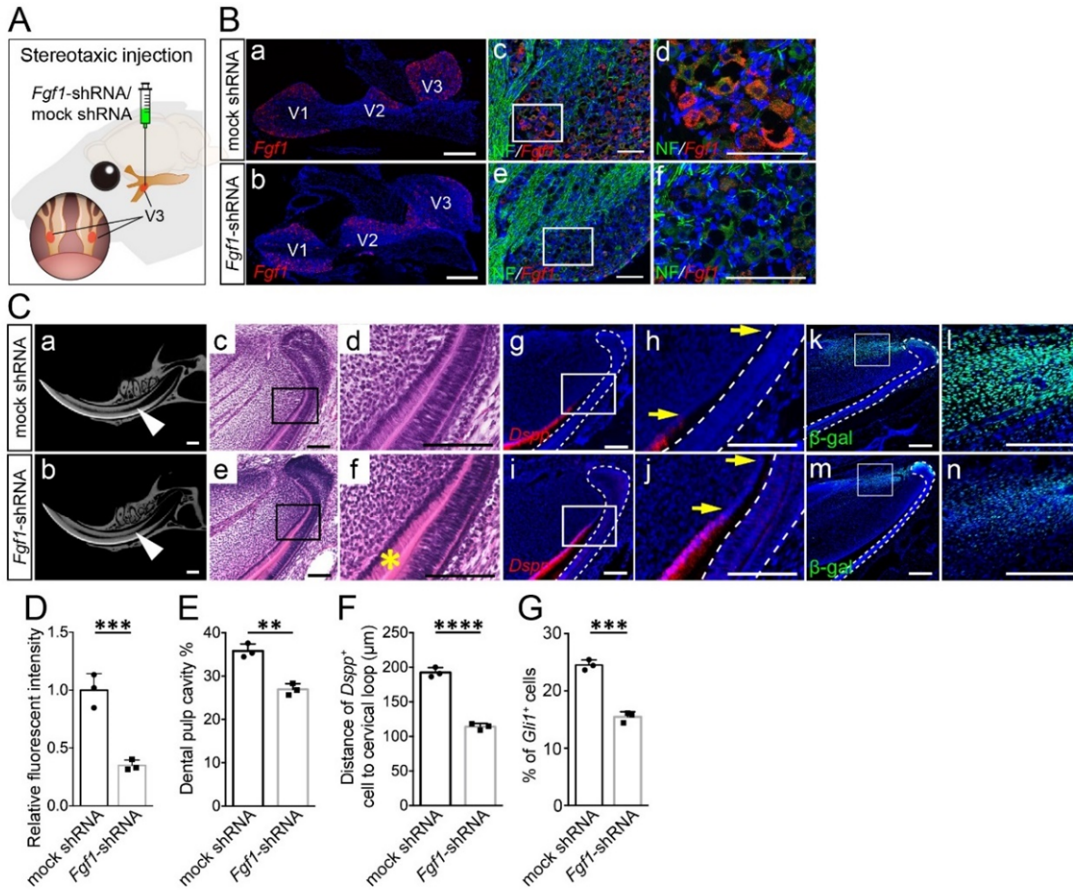 A
Stereotaxic injection
Fgf1-shRNA/
mock shRNA
V3
B
mock shRNA
Fgf1-shRNA
a
V1
V2
V3
Fgf1
c
NF/Fgf1
d
NF/Fgf1
b
V1
V2
V3
Fgf1
e
NF/Fgf1
f
NF/Fgf1
C
mock shRNA
Fgf1-shRNA
a
c
d
g
Dspp
h
k
β-gal
l
b
e
f
*
i
Dspp
j
m
β-gal
n
D
Relative fluorescent intensity
1.5
1.0
0.5
0.0
***
mock shRNA
Fgf1-shRNA
E
Dental pulp cavity %
40
30
20
10
0
**
mock shRNA
Fgf1-shRNA
F
Distance of Dspp+
cell to cervical loop (μm)
250
200
150
100
50
0
****
mock shRNA
Fgf1-shRNA
G
% of Gli1+ cells
30
20
10
0
***
mock shRNA
Fgf1-shRNA